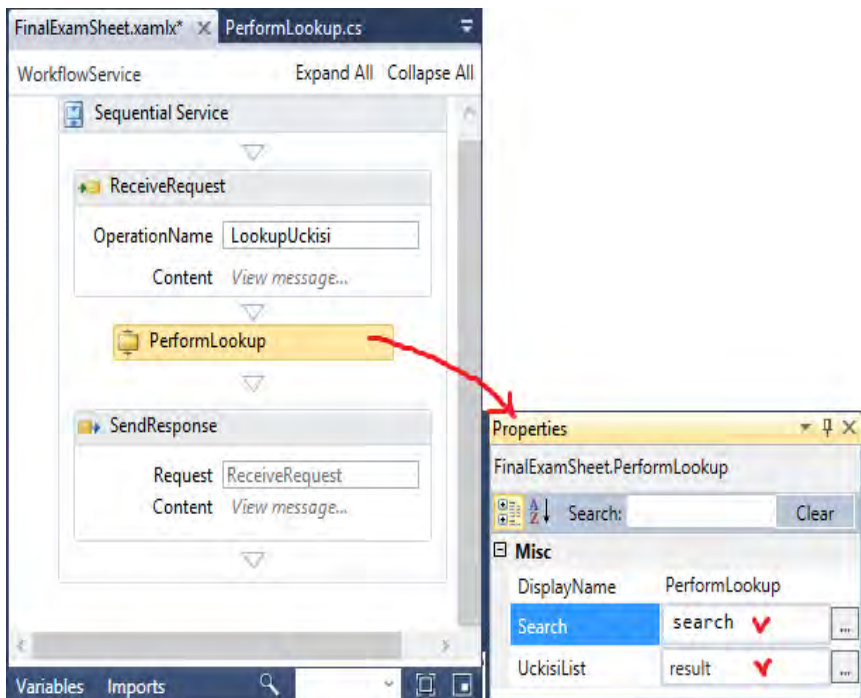 FinalExamSheet.xamlx* PerformLookup.cs
WorkflowService Expand All Collapse All
Sequential Service
ReceiveRequest
OperationName LookupUckisi
Content View message...
PerformLookup
SendResponse
Request ReceiveRequest
Content View message...
Variables Imports
Properties
FinalExamSheet.PerformLookup
Search: Clear
Misc
DisplayName PerformLookup
Search search ...
UckisiList result ...